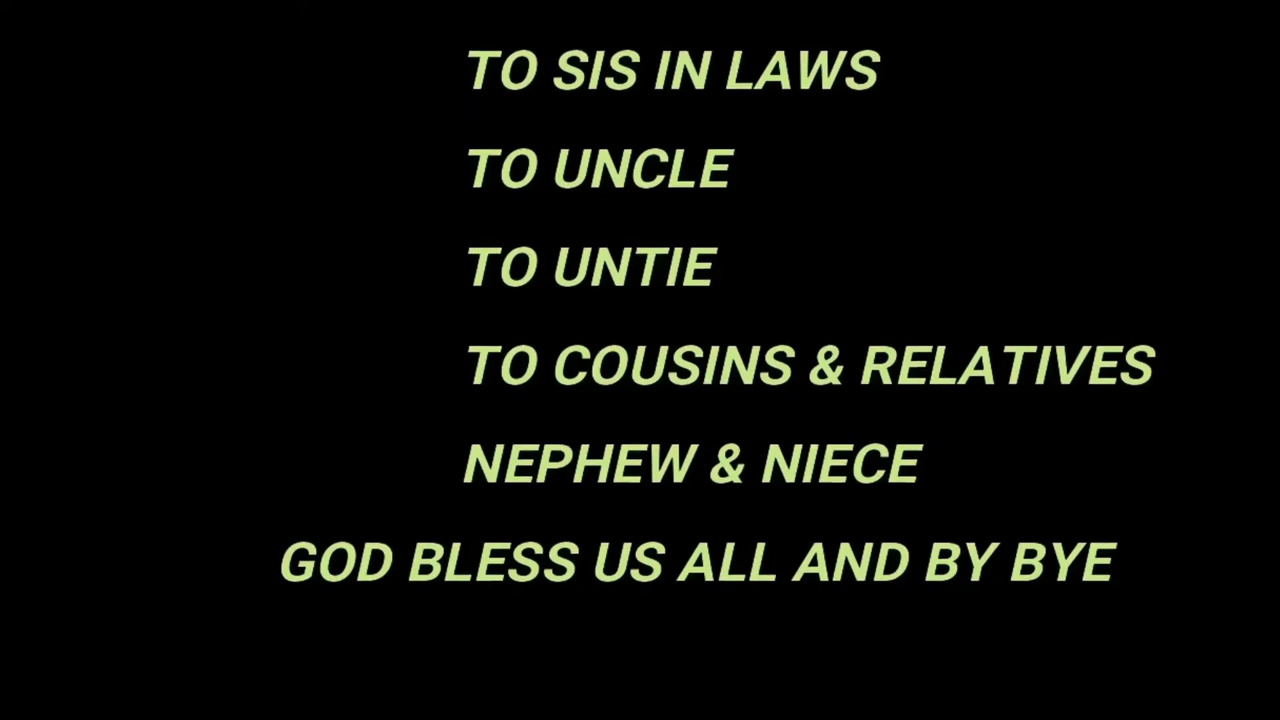 TO SIS IN LAWS
TO UNCLE
TO UNTIE
TO COUSINS & RELATIVES
NEPHEW & NIECE
GOD BLESS US ALL AND BY BYE